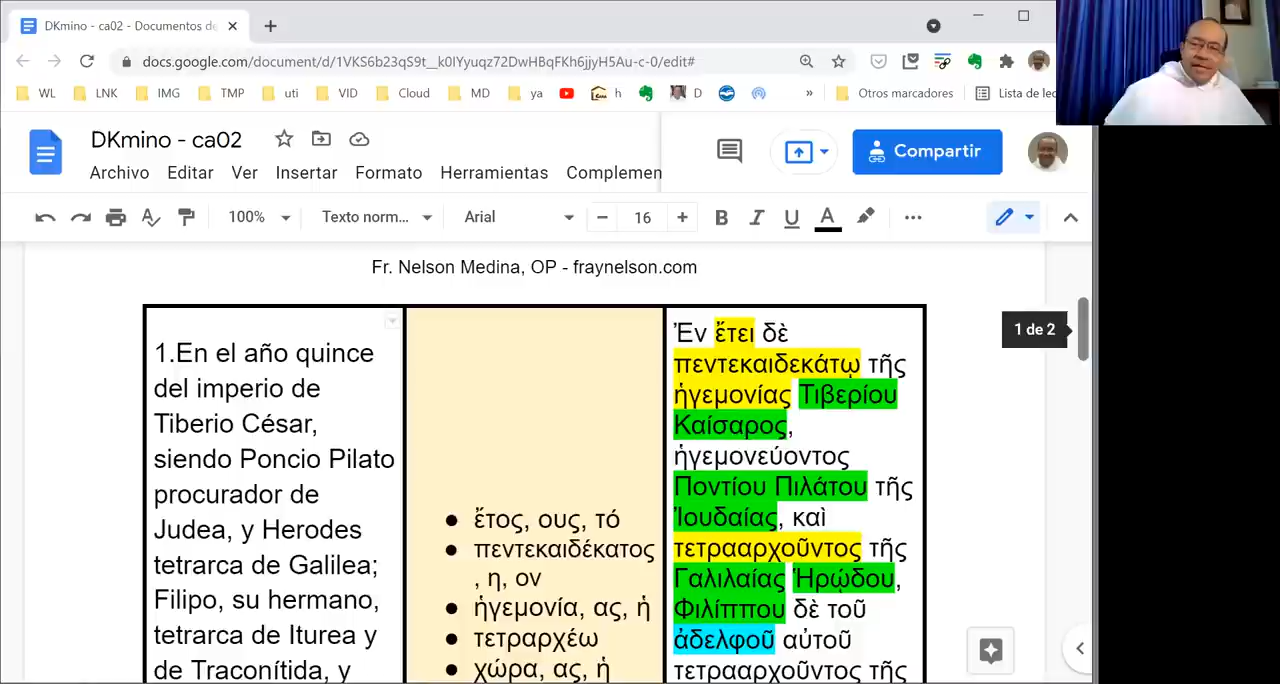 DKmino - ca02 - Documentos de
docs.google.com/document/d/1VKS6b23qS9t__k0IYyuqz72DwHBqFKh6jjyH5Au-c-0/edit#
WL LNK IMG TMP uti VID Cloud MD ya h D » Otros marcadores Lista de lec
DKmino - ca02
Compartir
Archivo Editar Ver Insertar Formato Herramientas Complemen
100% Texto norm... Arial 16 B I U A
Fr. Nelson Medina, OP - fraynelson.com
1 de 2
1.En el año quince
del imperio de
Tiberio César,
siendo Poncio Pilato
procurador de
Judea, y Herodes
tetrarca de Galilea;
Filipo, su hermano,
tetrarca de Iturea y
de Traconítida, y
● ἔτος, ους, τό
● πεντεκαιδέκατος
, η, ον
● ἡγεμονία, ας, ἡ
● τετραρχέω
● χώρα, ας, ἡ
Ἐν ἔτει δὲ
πεντεκαιδεκάτῳ τῆς
ἡγεμονίας Τιβερίου
Καίσαρος,
ἡγεμονεύοντος
Ποντίου Πιλάτου τῆς
Ἰουδαίας, καὶ
τετρααρχοῦντος τῆς
Γαλιλαίας Ἡρῴδου,
Φιλίππου δὲ τοῦ
ἀδελφοῦ αὐτοῦ
τετρααρχοῦντος τῆς